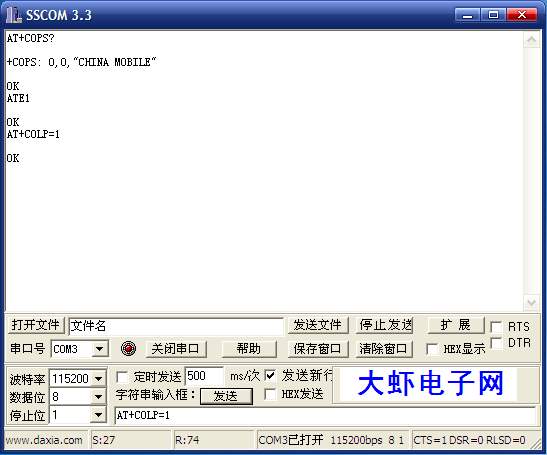 SSCOM 3.3
AT+COPS?
+COPS: 0,0,"CHINA MOBILE"
OK
ATE1
OK
AT+COLP=1
OK
打开文件 文件名 发送文件 停止发送 扩 展 RTS
串口号 COM3 关闭串口 帮助 保存窗口 清除窗口 HEX显示 DTR
波特率 115200 定时发送 500 ms/次 发送新行
数据位 8 字符串输入框： 发送 HEX发送 大虾电子网
停止位 1 AT+COLP=1
www.daxia.com S:27 R:74 COM3已打开 115200bps 8 1 CTS=1 DSR=0 RLSD=0